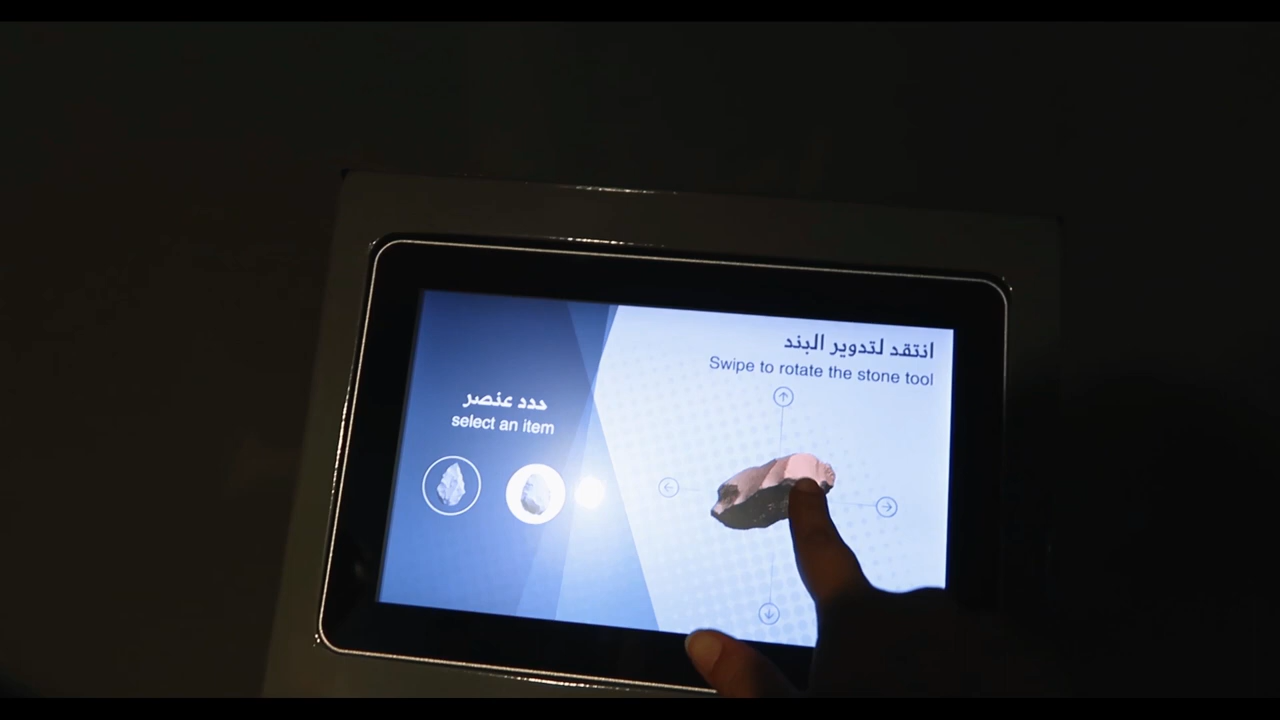 انتقد لتدوير البند
Swipe to rotate the stone tool
حدد عنصر
select an item